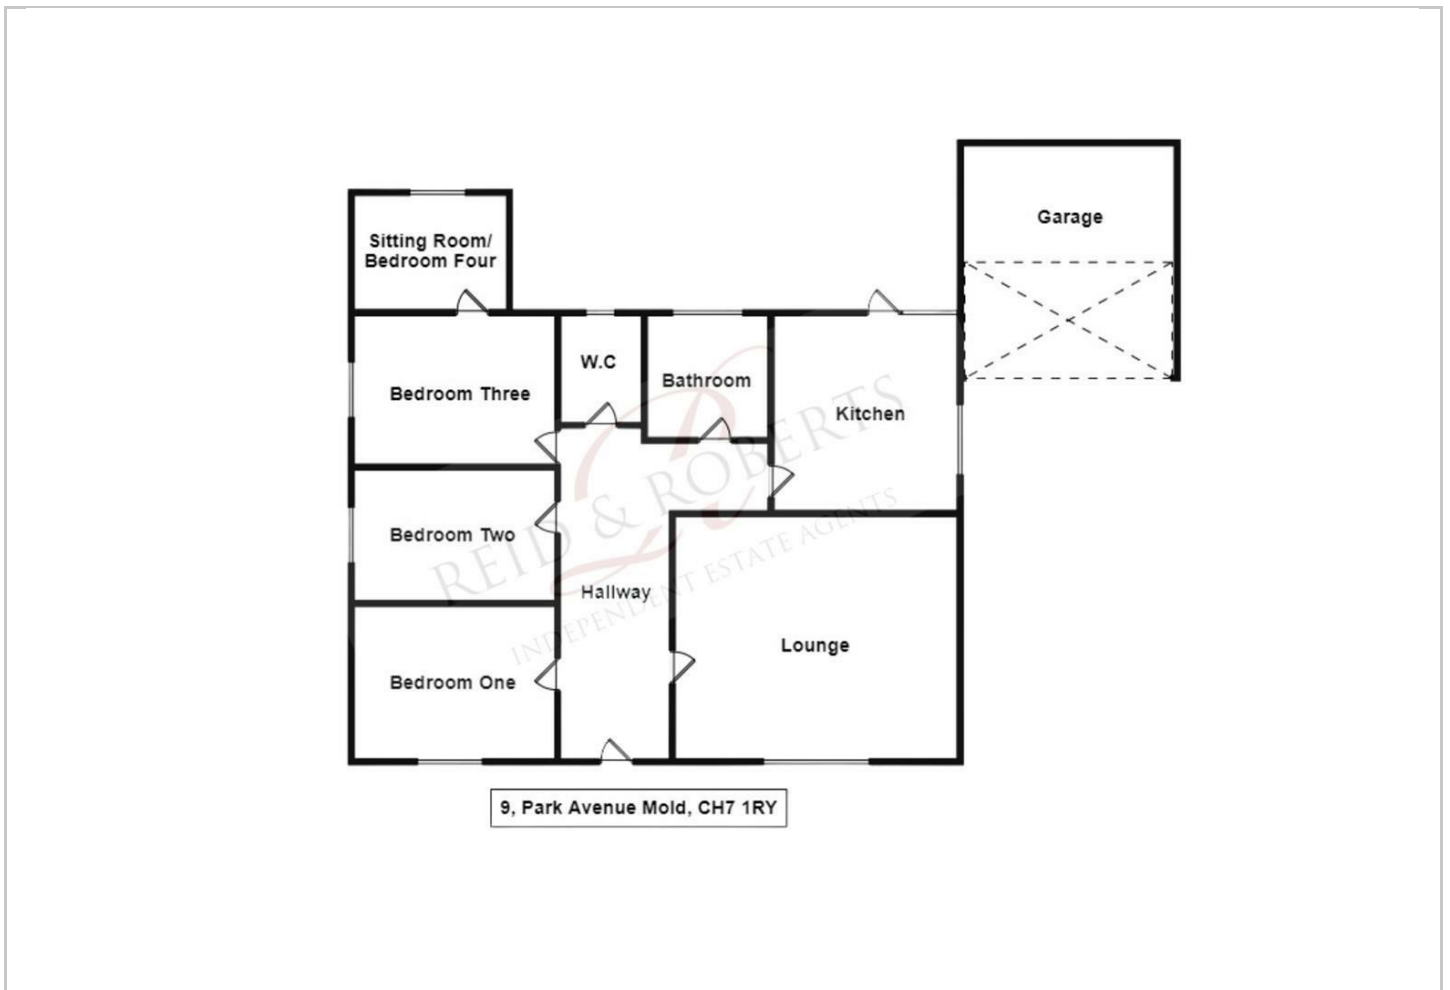 Garage
Sitting Room/
Bedroom Four
W.C
Bathroom
Bedroom Three
Kitchen
REID & ROBERTS
INDEPENDENT ESTATE AGENTS
Bedroom Two
Hallway
Lounge
Bedroom One
9, Park Avenue Mold, CH7 1RY